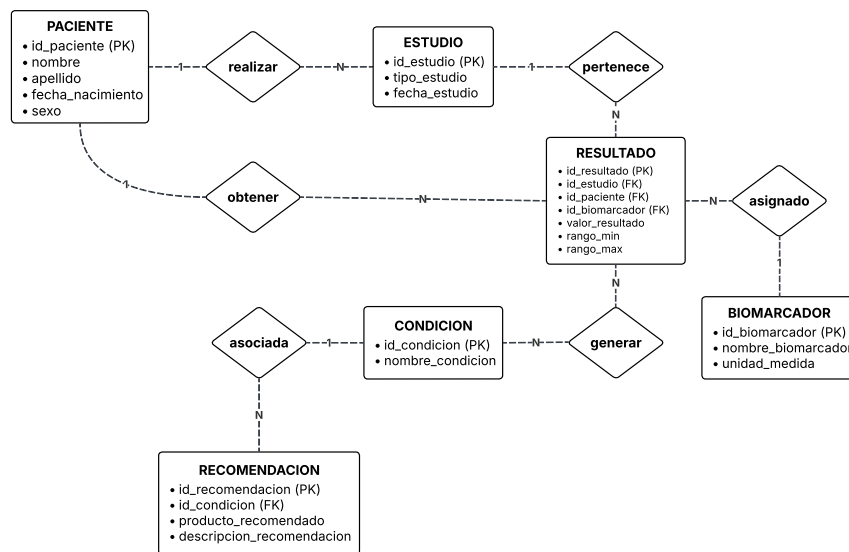 PACIENTE
• id_paciente (PK)
• nombre
• apellido
• fecha_nacimiento
• sexo
1
realizar
N
ESTUDIO
• id_estudio (PK)
• tipo_estudio
• fecha_estudio
1
pertenece
N
1
obtener
N
RESULTADO
• id_resultado (PK)
• id_estudio (FK)
• id_paciente (FK)
• id_biomarcador (FK)
• valor_resultado
• rango_min
• rango_max
N
asignado
1
BIOMARCADOR
• id_biomarcador (PK)
• nombre_biomarcador
• unidad_medida
N
generar
N
CONDICION
• id_condicion (PK)
• nombre_condicion
1
asociada
N
RECOMENDACION
• id_recomendacion (PK)
• id_condicion (FK)
• producto_recomendado
• descripcion_recomendacion